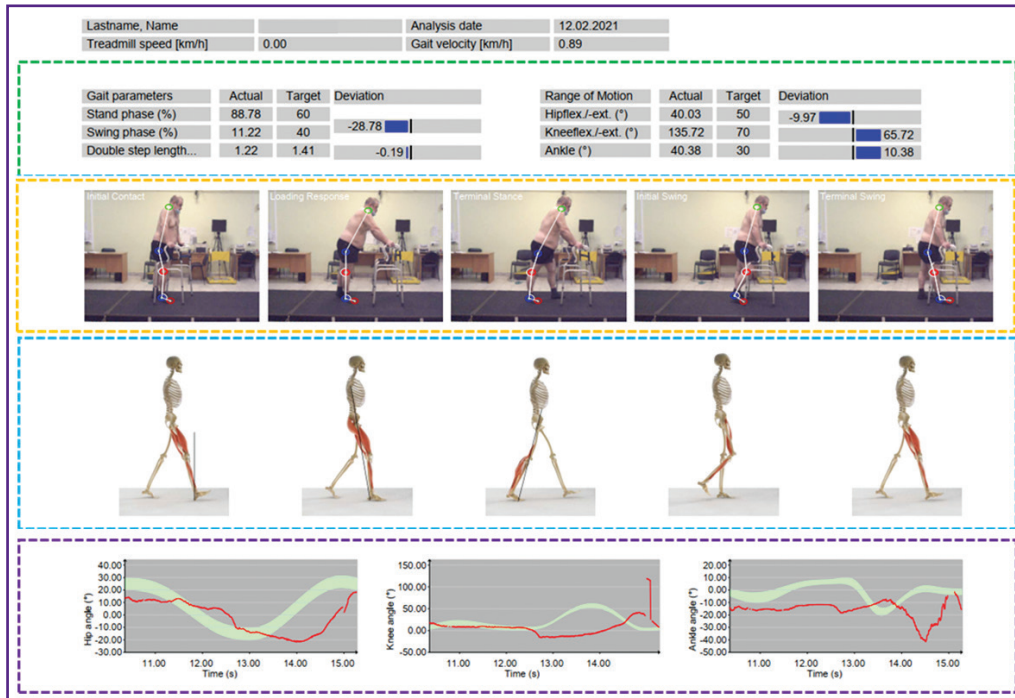 Lastname, Name Analysis date 12.02.2021
Treadmill speed [km/h] 0.00 Gait velocity [km/h] 0.89
Gait parameters Actual Target Deviation Range of Motion Actual Target Deviation
Stand phase (%) 88.78 60 -28.78 Hipflex./-ext. (°) 40.03 50 -9.97
Swing phase (%) 11.22 40 Kneeflex./-ext. (°) 135.72 70 65.72
Double step length... 1.22 1.41 -0.19 Ankle (°) 40.38 30 10.38
Initial Contact Loading Response Terminal Stance Initial Swing Terminal Swing
Hip angle (°)
40.00
30.00
20.00
10.00
0.00
-10.00
-20.00
-30.00
11.00 12.00 13.00 14.00 15.00
Time (s)
Knee angle (°)
150.00
100.00
50.00
0.00
-50.00
11.00 12.00 13.00 14.00
Time (s)
Ankle angle (°)
20.00
10.00
0.00
-10.00
-20.00
-30.00
-40.00
-50.00
11.00 12.00 13.00 14.00 15.00
Time (s)